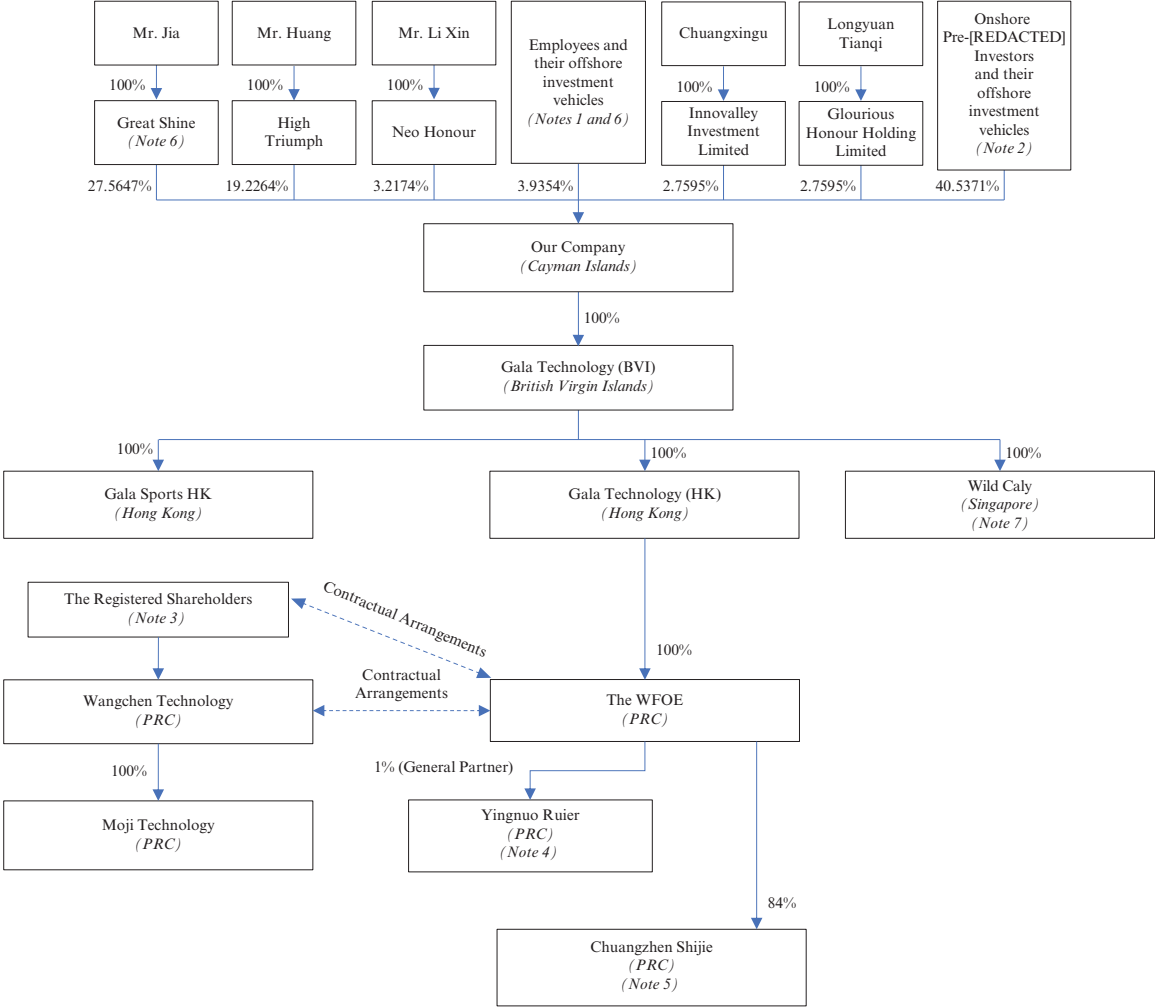 Mr. Jia
Mr. Huang
Mr. Li Xin
Employees and
their offshore
investment
vehicles
(Notes 1 and 6)
Chuangxingu
Longyuan
Tianqi
Onshore
Pre-[REDACTED]
Investors
and their
offshore
investment
vehicles
(Note 2)
100%
100%
100%
100%
100%
Great Shine
(Note 6)
High
Triumph
Neo Honour
Innovalley
Investment
Limited
Glourious
Honour Holding
Limited
27.5647%
19.2264%
3.2174%
3.9354%
2.7595%
2.7595%
40.5371%
Our Company
(Cayman Islands)
100%
Gala Technology (BVI)
(British Virgin Islands)
100%
100%
100%
Gala Sports HK
(Hong Kong)
Gala Technology (HK)
(Hong Kong)
Wild Caly
(Singapore)
(Note 7)
The Registered Shareholders
(Note 3)
Contractual Arrangements
100%
Wangchen Technology
(PRC)
Contractual
Arrangements
The WFOE
(PRC)
100%
1% (General Partner)
Moji Technology
(PRC)
Yingnuo Ruier
(PRC)
(Note 4)
84%
Chuangzhen Shijie
(PRC)
(Note 5)